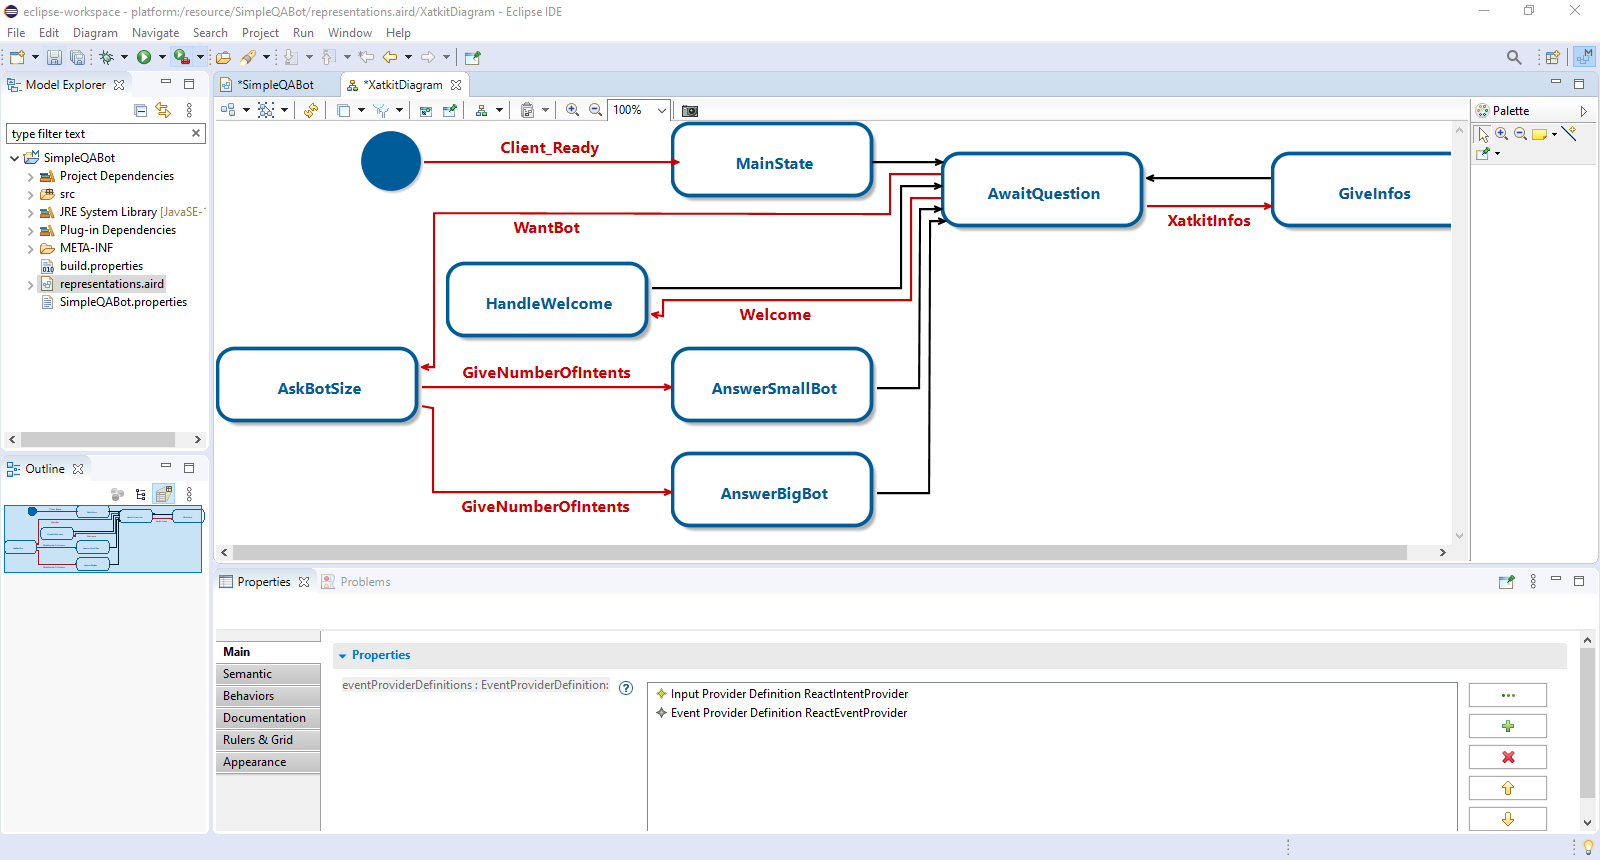 eclipse-workspace - platform:/resource/SimpleQABot/representations.aird/XatkitDiagram - Eclipse IDE
File Edit Diagram Navigate Search Project Run Window Help
Model Explorer
type filter text
SimpleQABot
Project Dependencies
src
JRE System Library [JavaSE-1
Plug-in Dependencies
META-INF
build.properties
representations.aird
SimpleQABot.properties
Outline
*SimpleQABot
*XatkitDiagram
100%
Client_Ready
MainState
AwaitQuestion
GiveInfos
XatkitInfos
WantBot
HandleWelcome
Welcome
AskBotSize
GiveNumberOfIntents
AnswerSmallBot
AnswerBigBot
GiveNumberOfIntents
Palette
Properties
Problems
Main
Semantic
Behaviors
Documentation
Rulers & Grid
Appearance
Properties
eventProviderDefinitions : EventProviderDefinition:
Input Provider Definition ReactIntentProvider
Event Provider Definition ReactEventProvider